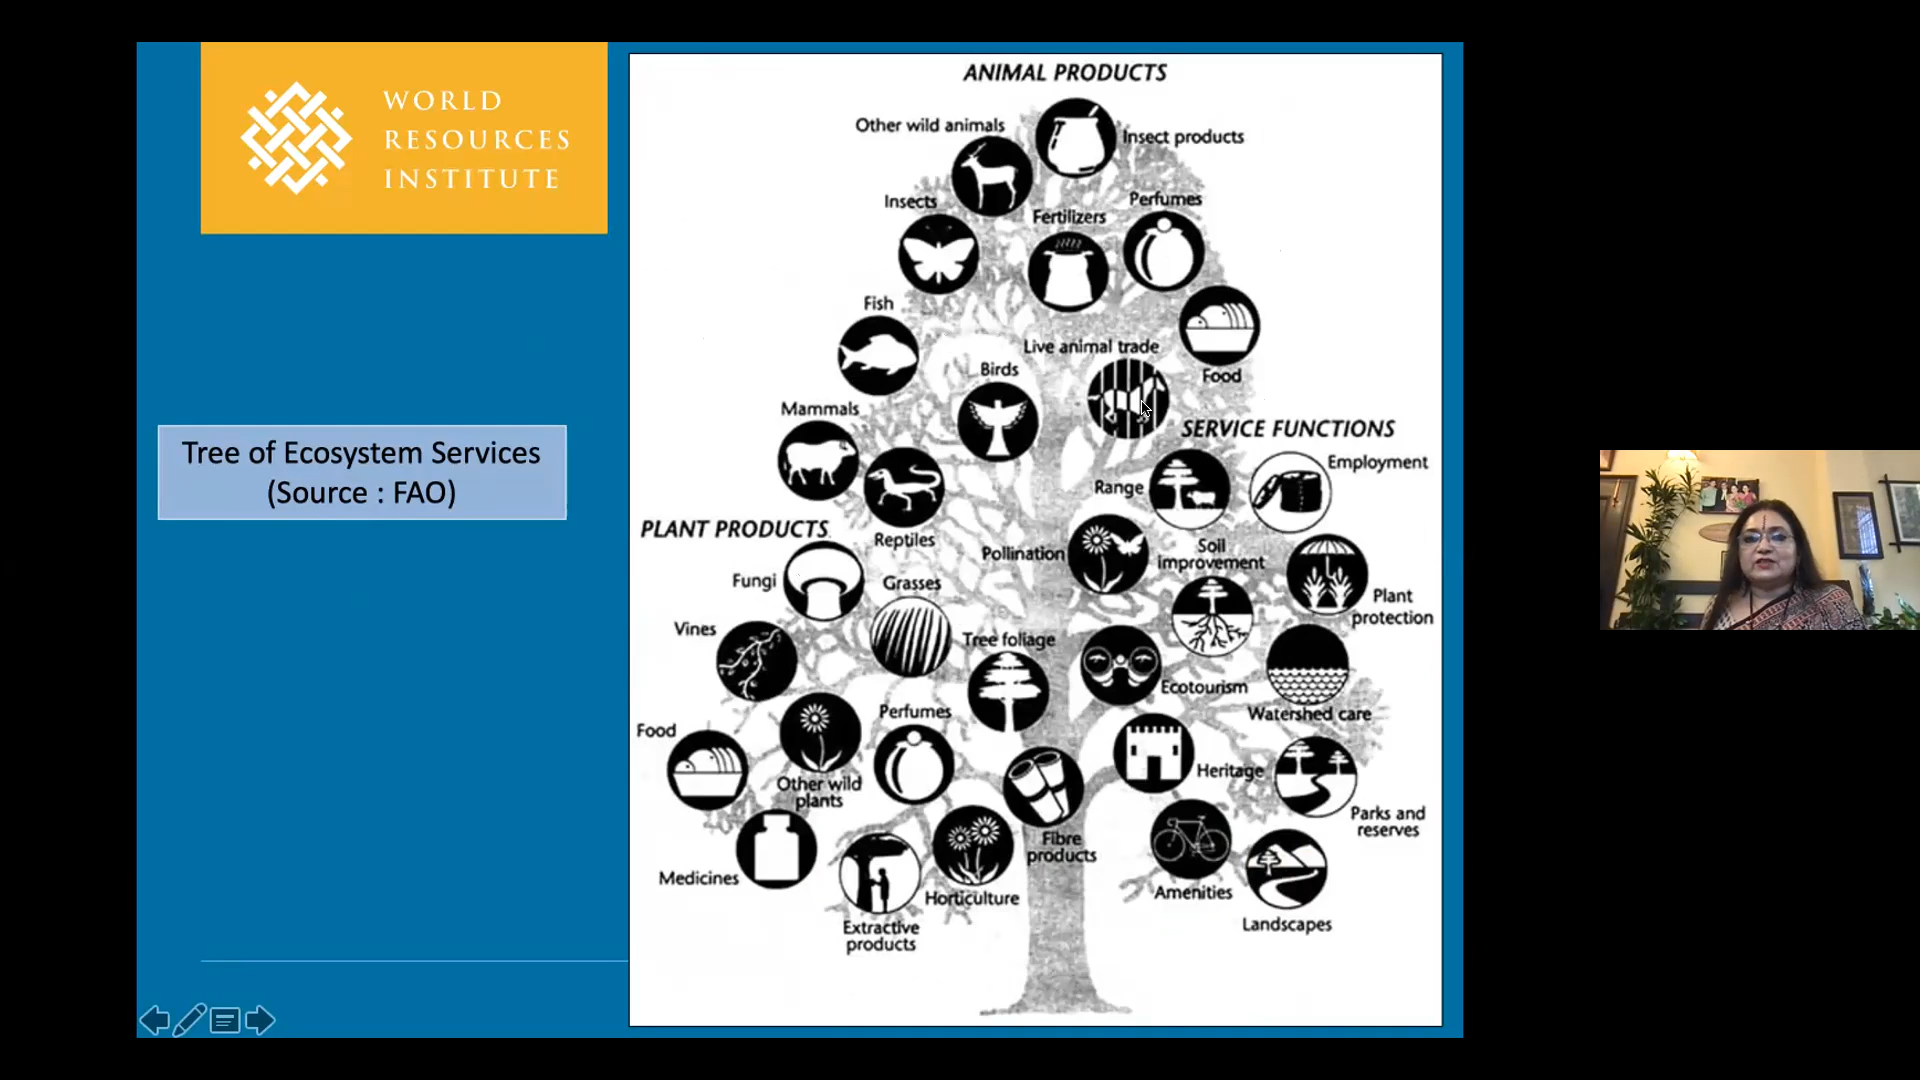 WORLD
RESOURCES
INSTITUTE
Tree of Ecosystem Services
(Source : FAO)
ANIMAL PRODUCTS
Other wild animals
Insect products
Insects
Perfumes
Fertilizers
Fish
Live animal trade
Birds
Food
Mammals
Reptiles
SERVICE FUNCTIONS
Employment
Range
Pollination
Soil
improvement
Plant
protection
Ecotourism
Watershed care
Heritage
Parks and
reserves
Amenities
Landscapes
PLANT PRODUCTS
Fungi
Grasses
Vines
Tree foliage
Food
Perfumes
Other wild
plants
Fibre
products
Medicines
Horticulture
Extractive
products